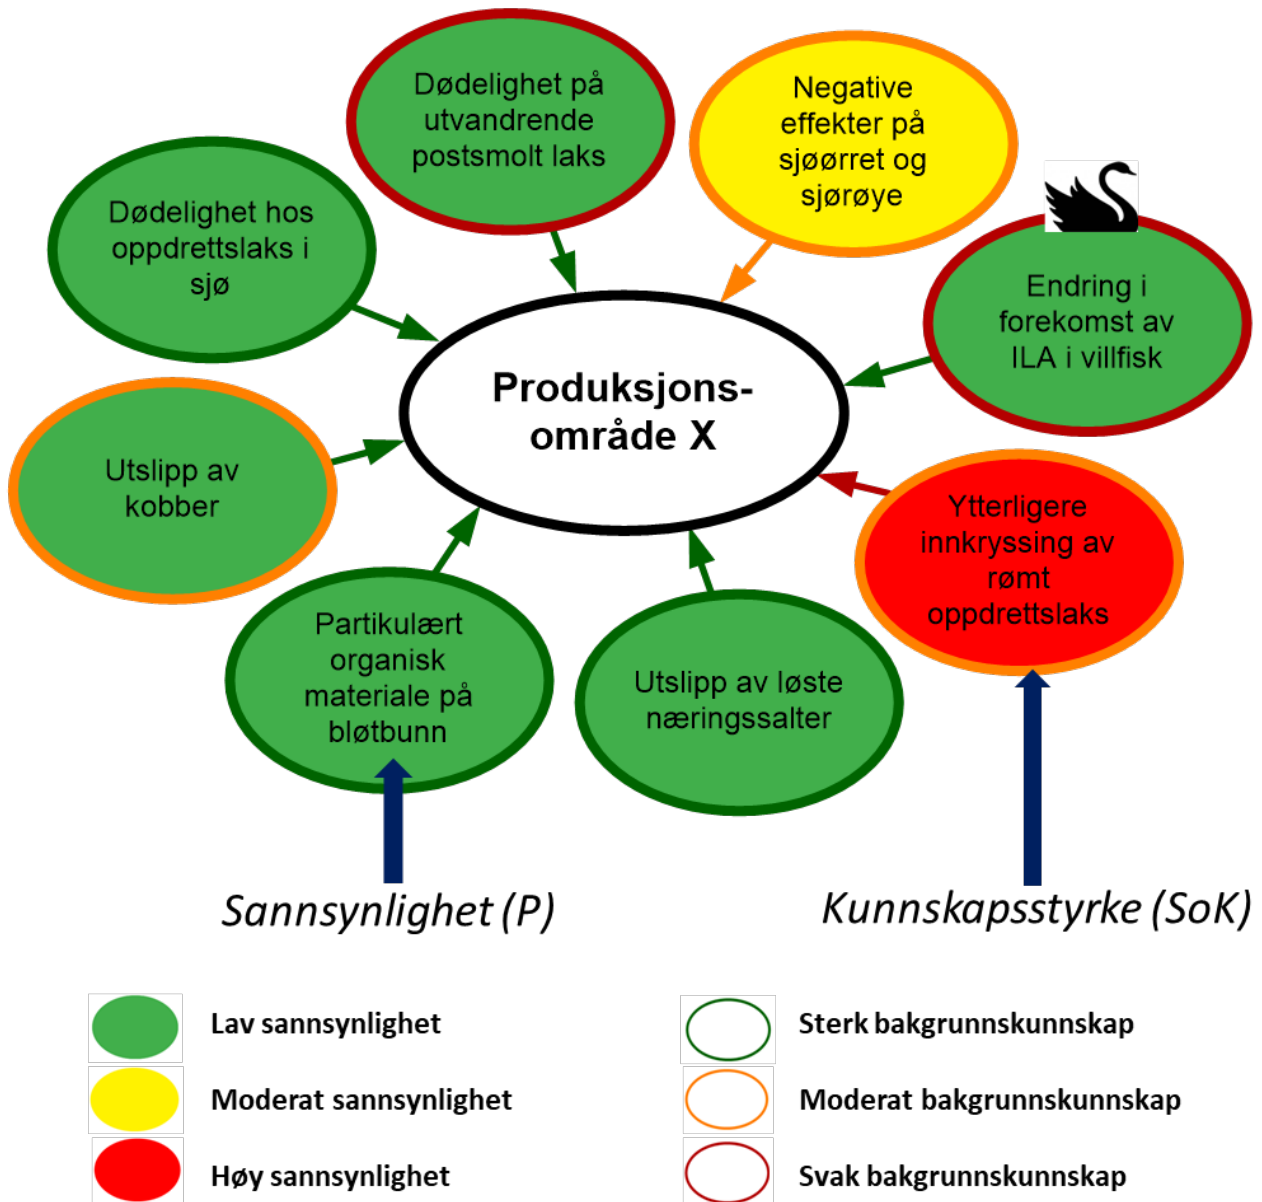 Dødelighet på
utvandrende
postsmolt laks
Negative
effekter på
sjøørret og
sjørøye
Dødelighet hos
oppdrettslaks i
sjø
Endring i
forekomst av
ILA i villfisk
Produksjons-
område X
Utslipp av
kobber
Ytterligere
innkryssing av
rømt
oppdrettslaks
Partikulært
organisk
materiale på
bløtbunn
Utslipp av løste
næringssalter
Sannsynlighet (P)
Kunnskapsstyrke (SoK)
Lav sannsynlighet
Moderat sannsynlighet
Høy sannsynlighet
Sterk bakgrunnskunnskap
Moderat bakgrunnskunnskap
Svak bakgrunnskunnskap